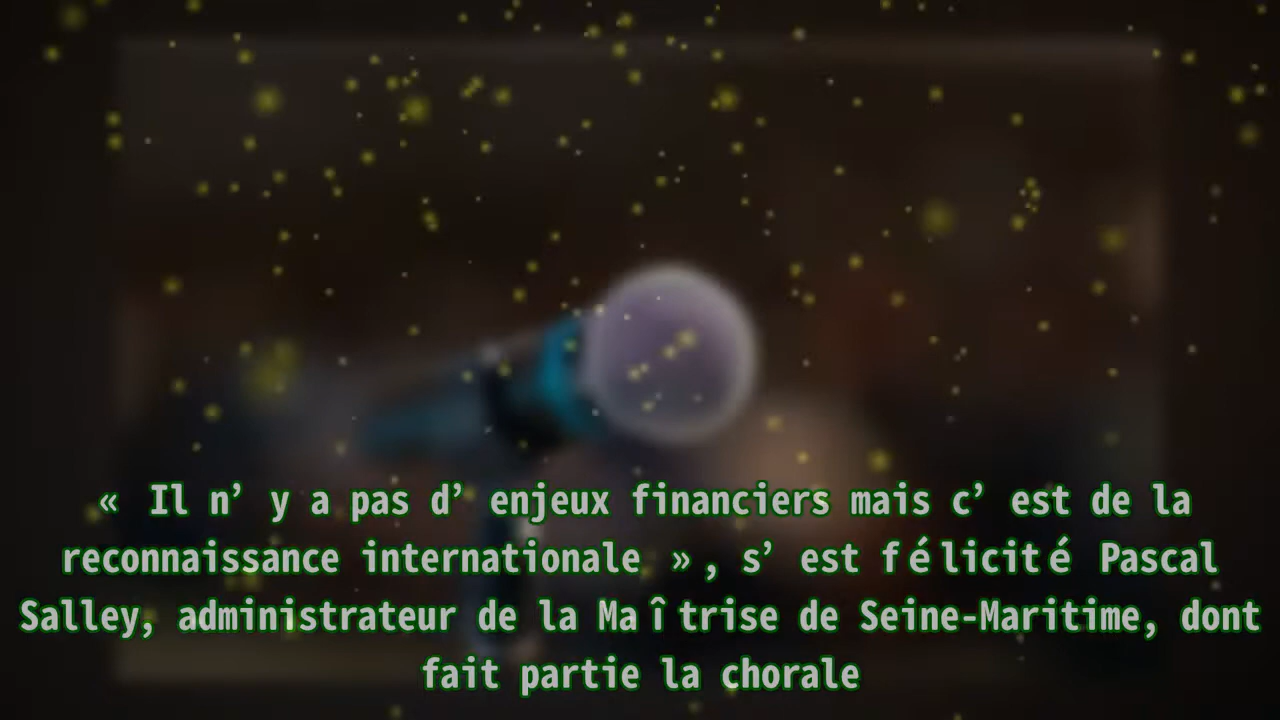 « Il n’ y a pas d’ enjeux financiers mais c’ est de la
reconnaissance internationale », s’ est félicité Pascal
Salley, administrateur de la Maîtrise de Seine-Maritime, dont
fait partie la chorale